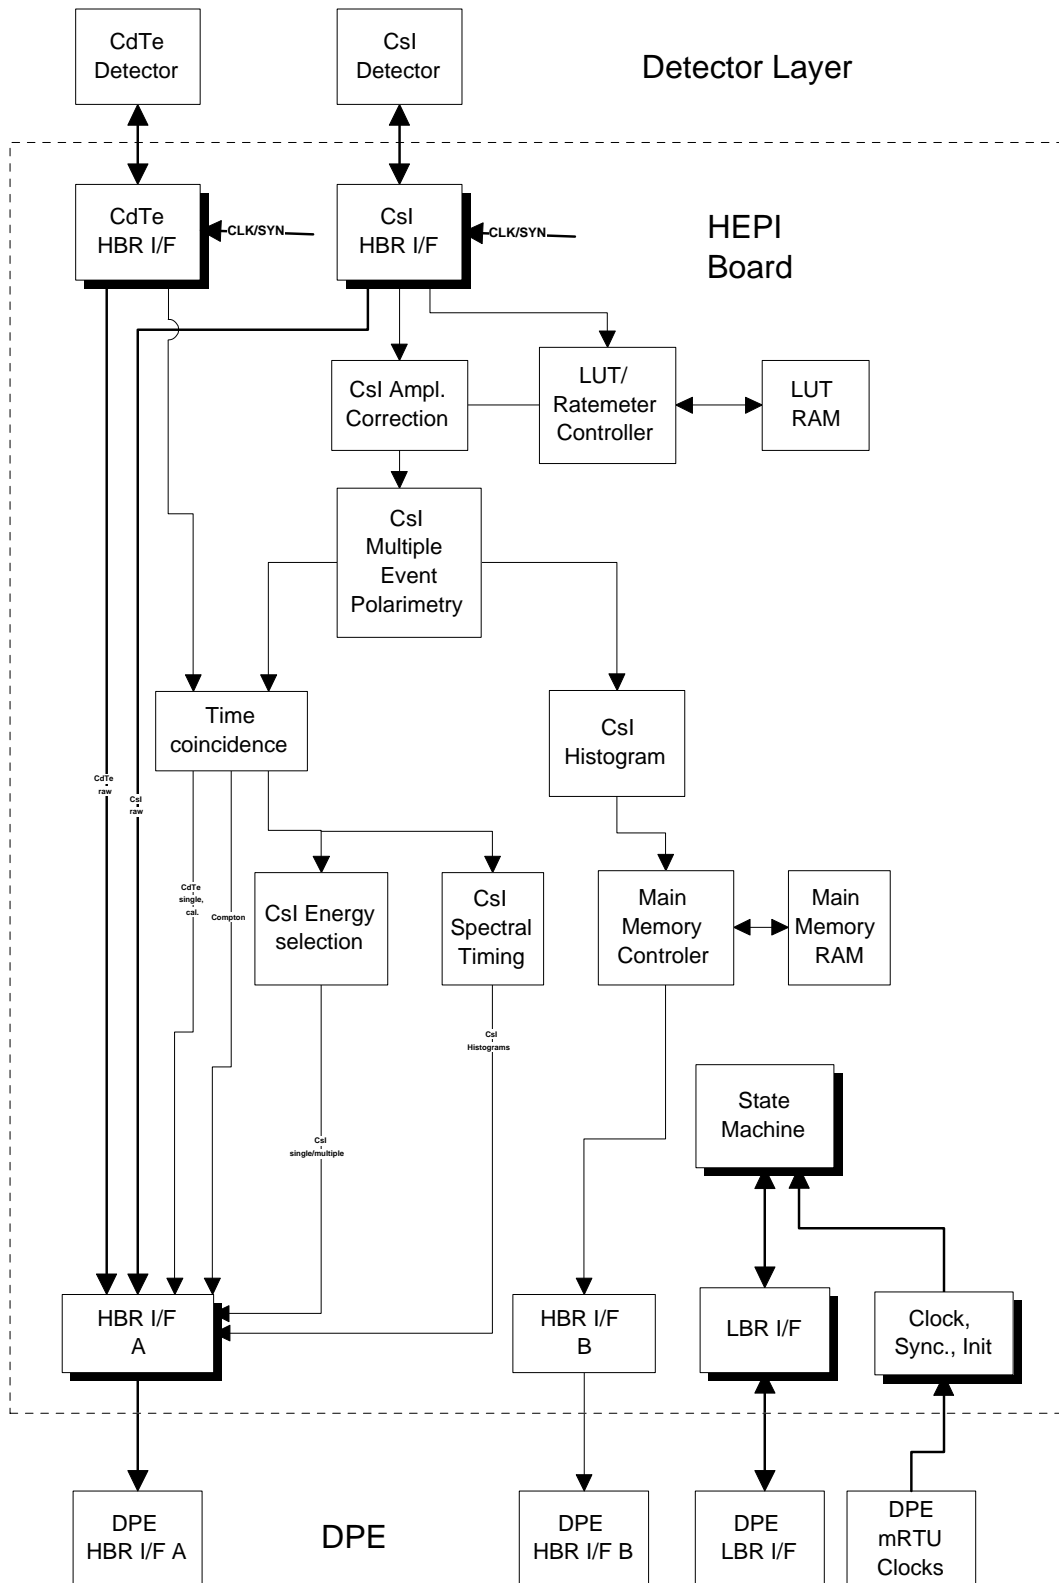 CdTe
Detector
CsI
Detector
Detector Layer
CdTe
HBR I/F
CLK/SYN
CsI
HBR I/F
CLK/SYN
HEPI
Board
CsI Ampl.
Correction
LUT/
Ratemeter
Controller
LUT
RAM
CsI
Multiple
Event
Polarimetry
Time
coincidence
CsI
Histogram
CdTe
raw
CsI
raw
CdTe
single,
cal.
Compton
CsI Energy
selection
CsI
Spectral
Timing
Main
Memory
Controler
Main
Memory
RAM
CsI
Histograms
State
Machine
CsI
single/multiple
HBR I/F
A
HBR I/F
B
LBR I/F
Clock,
Sync., Init
DPE
HBR I/F A
DPE
DPE
HBR I/F B
DPE
LBR I/F
DPE
mRTU
Clocks